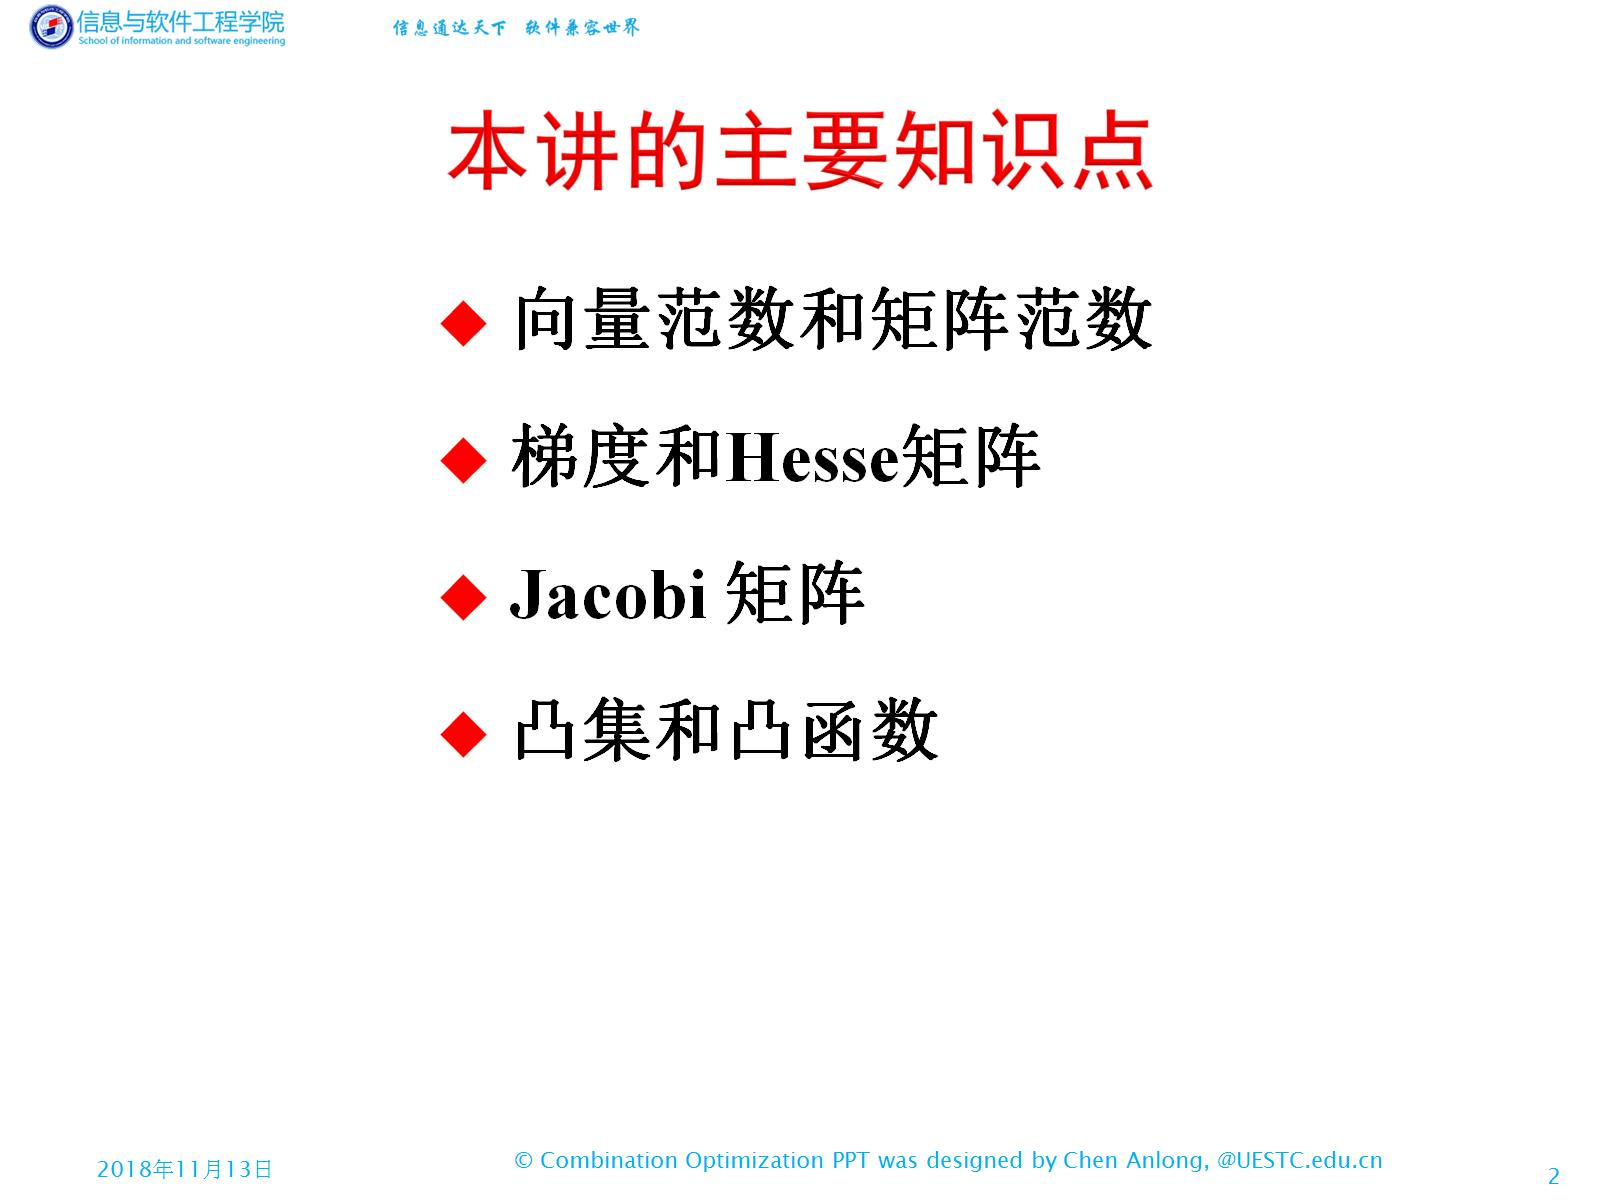 信息与软件工程学院
School of information and software engineering
信息通达天下 软件兼容世界
本讲的主要知识点
向量范数和矩阵范数
梯度和Hesse矩阵
Jacobi 矩阵
凸集和凸函数
2018年11月13日
© Combination Optimization PPT was designed by Chen Anlong, @UESTC.edu.cn
2